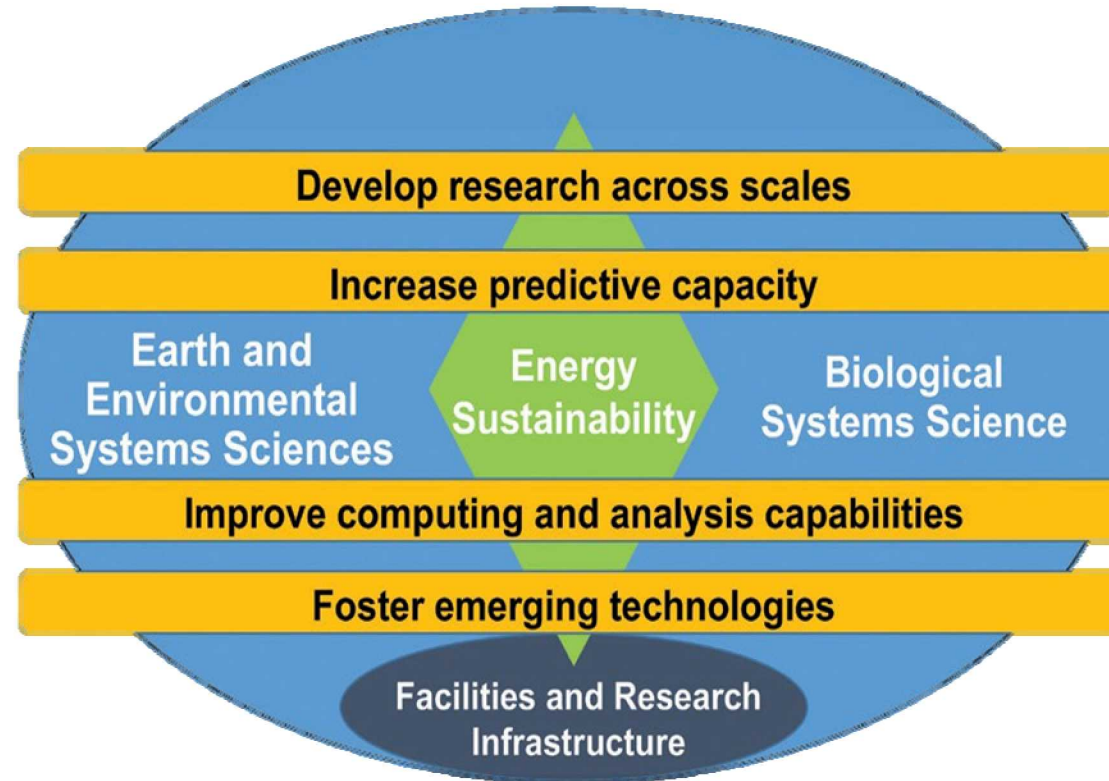 Develop research across scales
Increase predictive capacity
Earth and
Environmental
Systems Sciences
Energy
Sustainability
Biological
Systems Science
Improve computing and analysis capabilities
Foster emerging technologies
Facilities and Research
Infrastructure